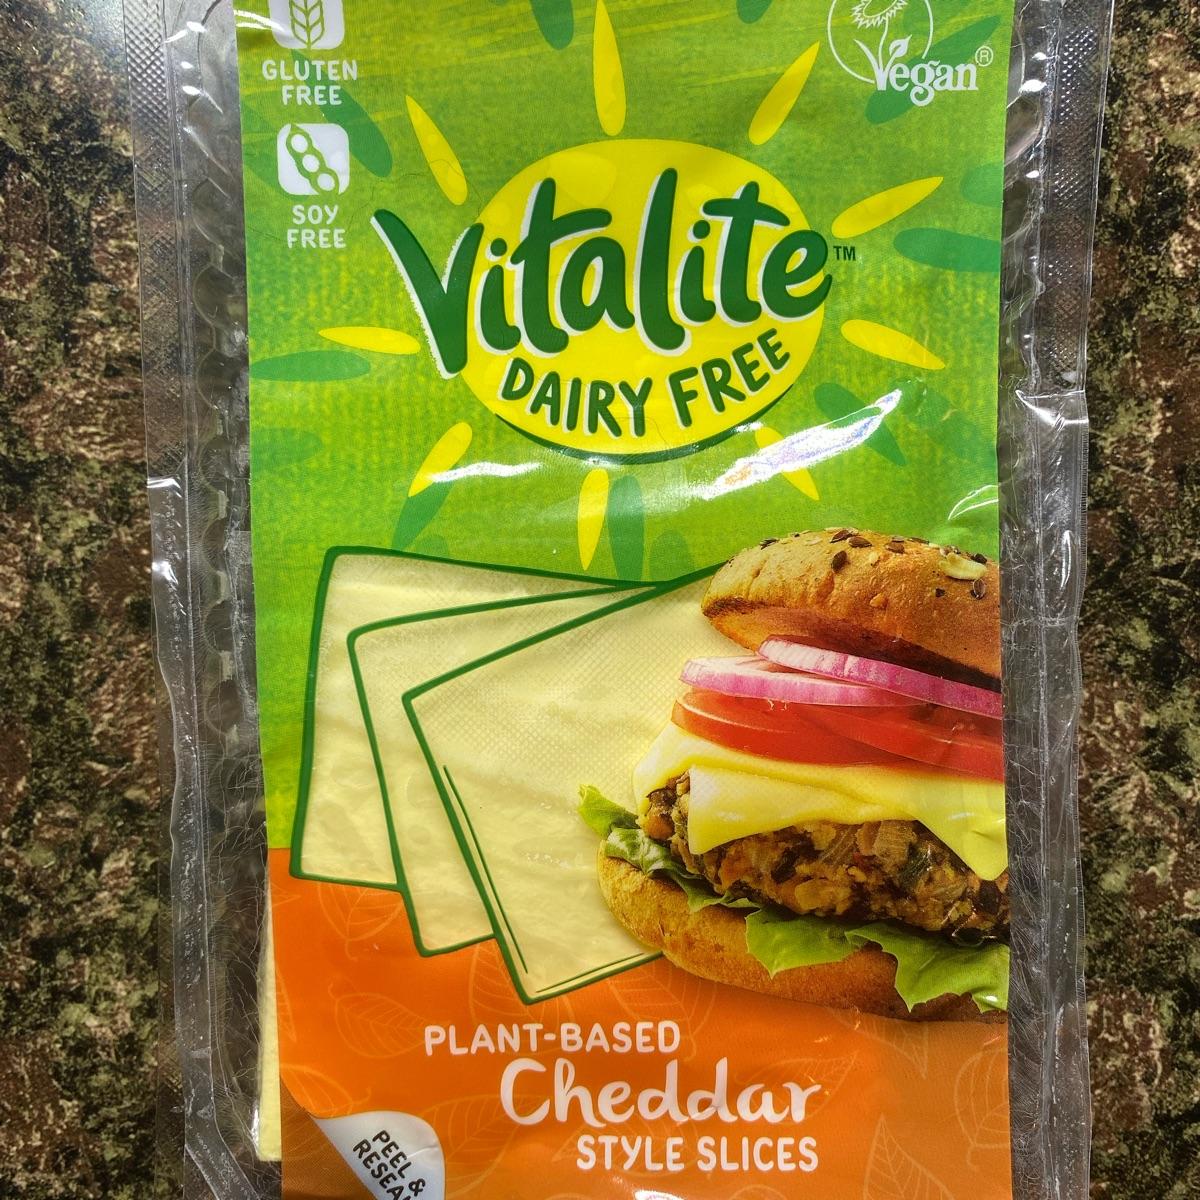 GLUTEN
FREE
Vegan®
SOY
FREE
Vitalite™
DAIRY FREE
PLANT-BASED
Cheddar
STYLE SLICES
PEEL &